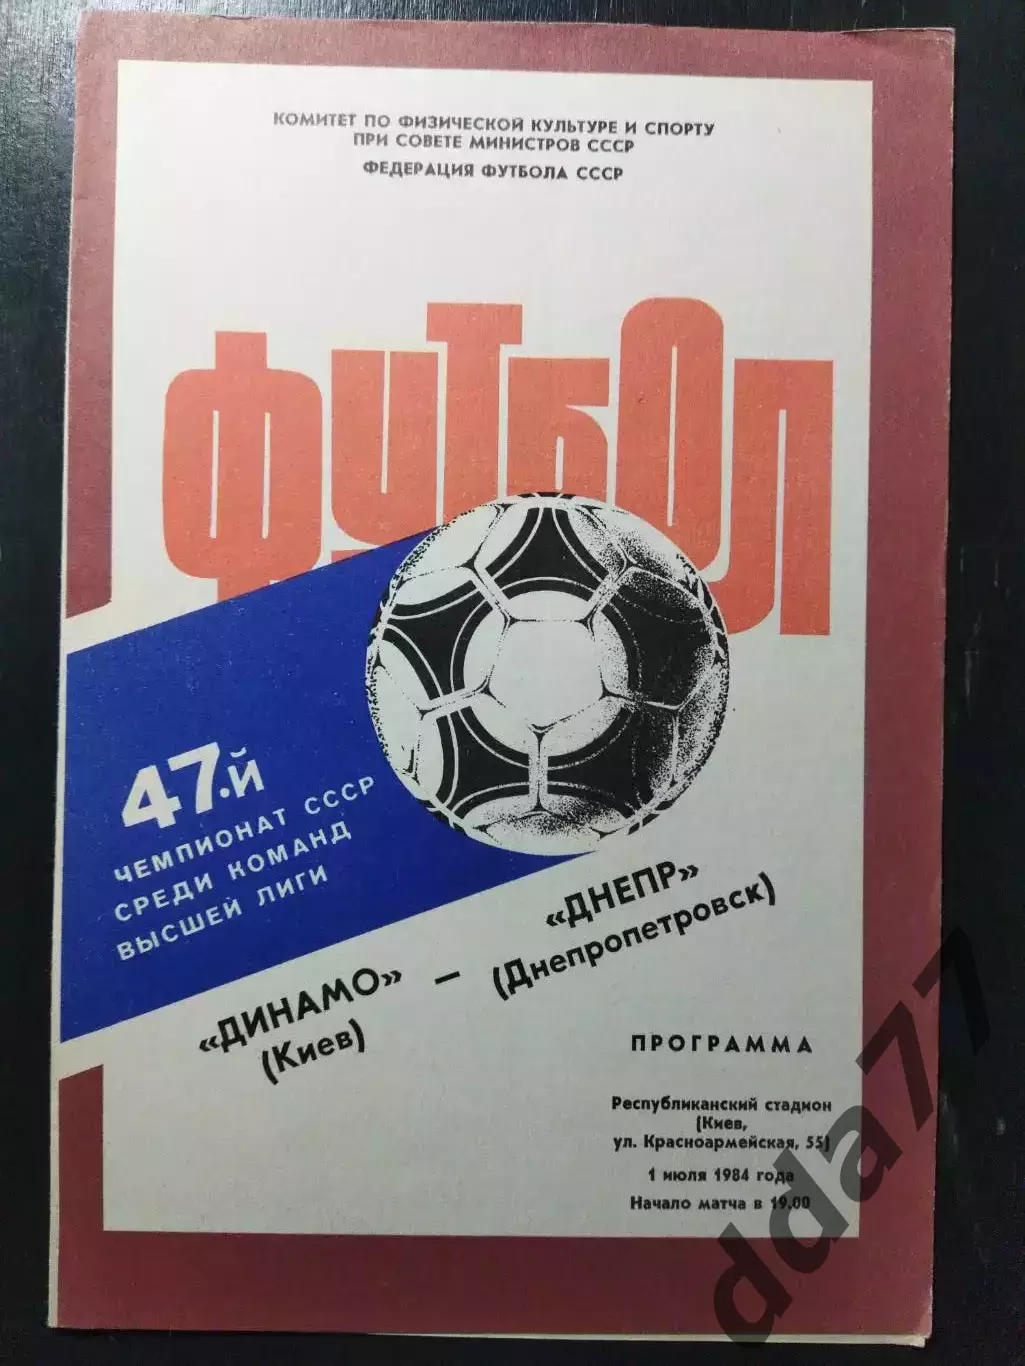 КОМИТЕТ ПО ФИЗИЧЕСКОЙ КУЛЬТУРЕ И СПОРТУ
ПРИ СОВЕТЕ МИНИСТРОВ СССР
ФЕДЕРАЦИЯ ФУТБОЛА СССР
ФУТБОЛ
47-й
ЧЕМПИОНАТ СССР
СРЕДИ КОМАНД
ВЫСШЕЙ ЛИГИ
«ДИНАМО» — «ДНЕПР»
(Киев) (Днепропетровск)
ПРОГРАММА
Республиканский стадион
(Киев,
ул. Красноармейская, 55)
1 июля 1984 года
Начало матча в 19.00
dda77